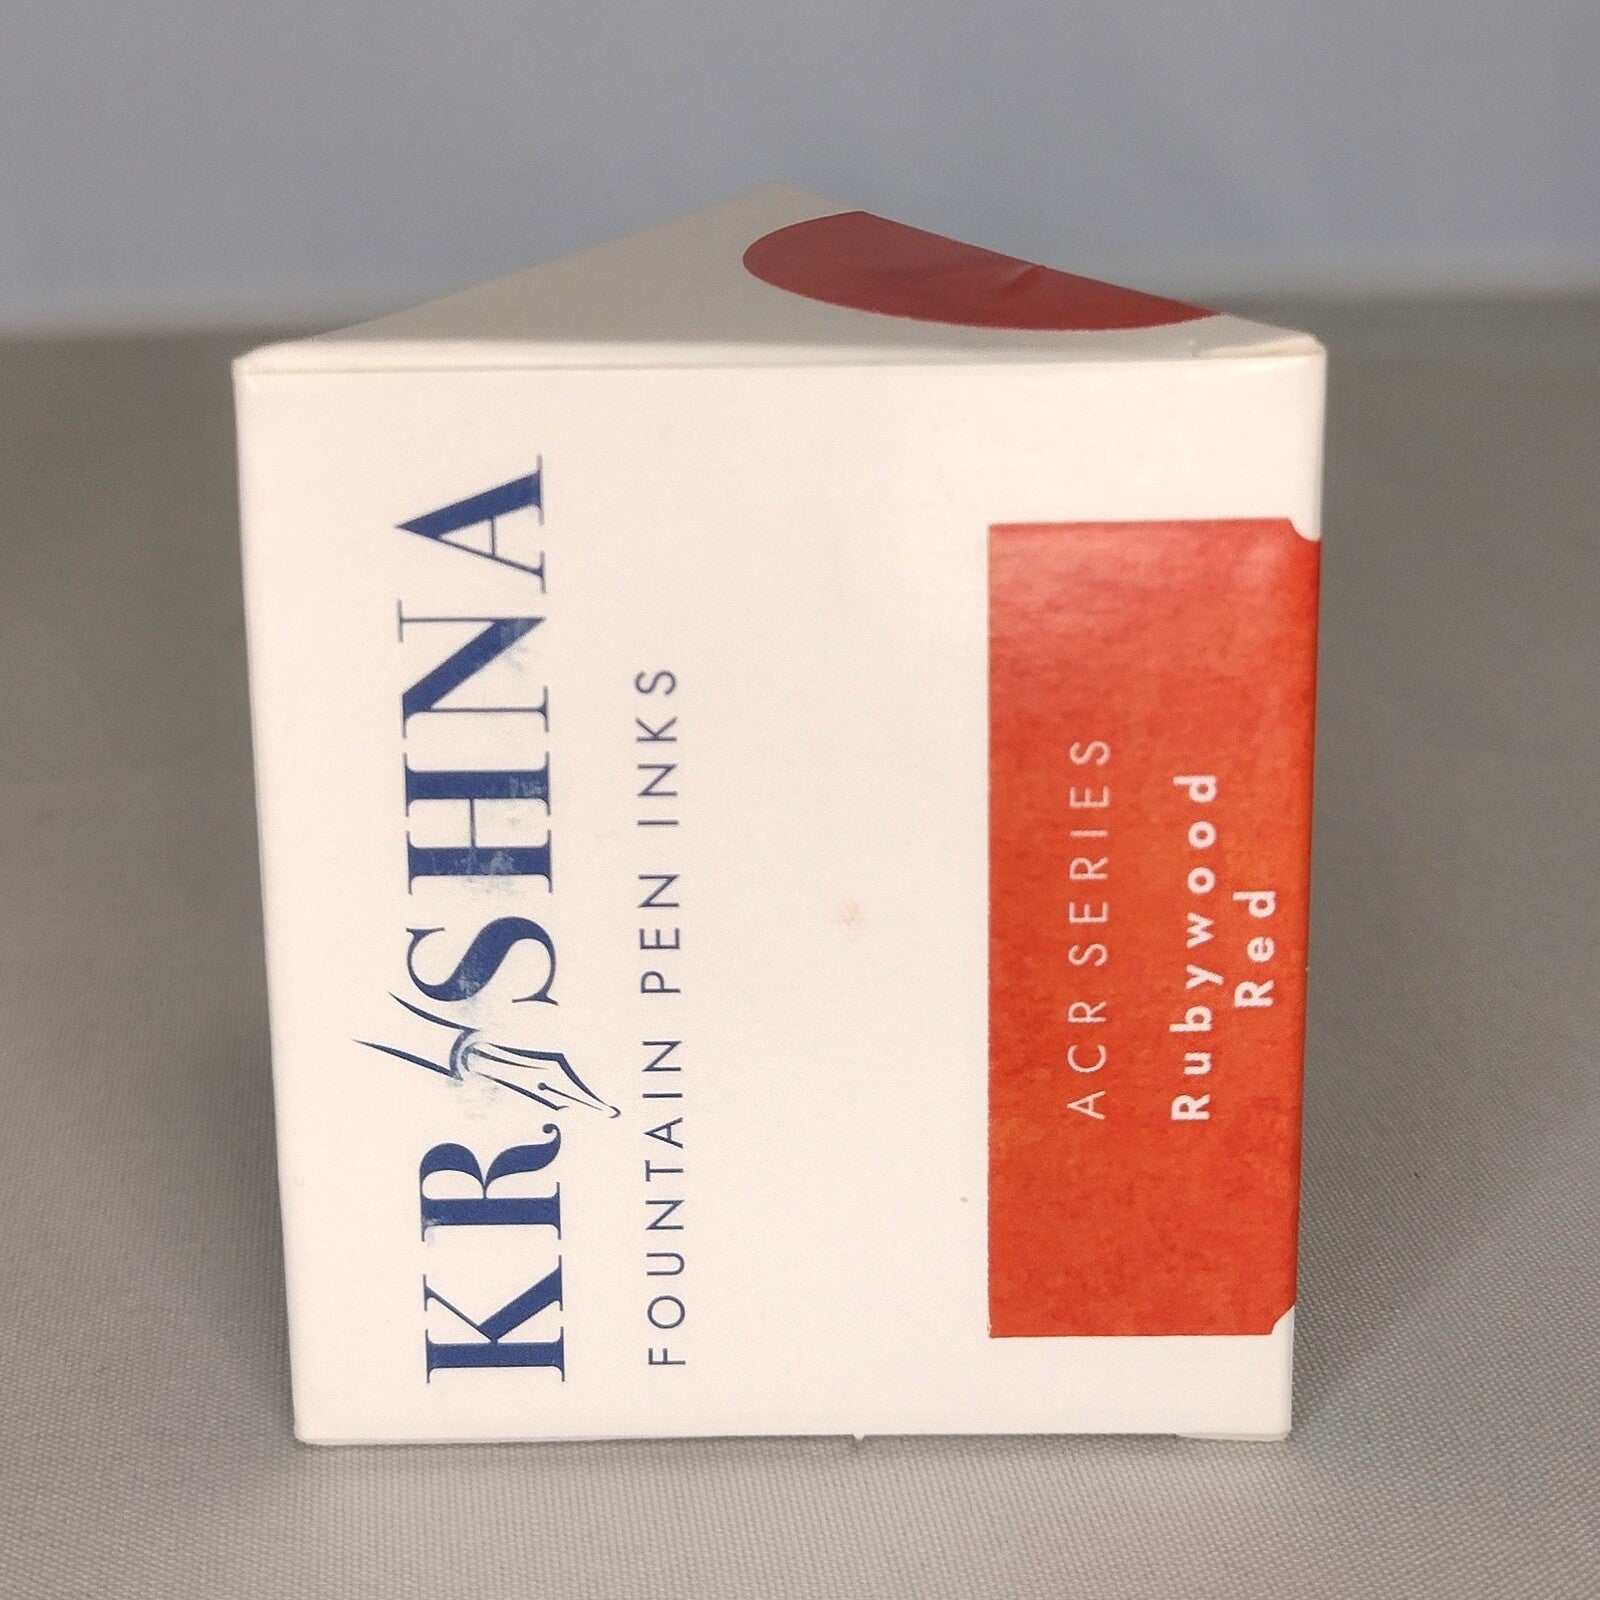 KRISHNA
FOUNTAIN PEN INKS
ACR SERIES
Rubywood
Red